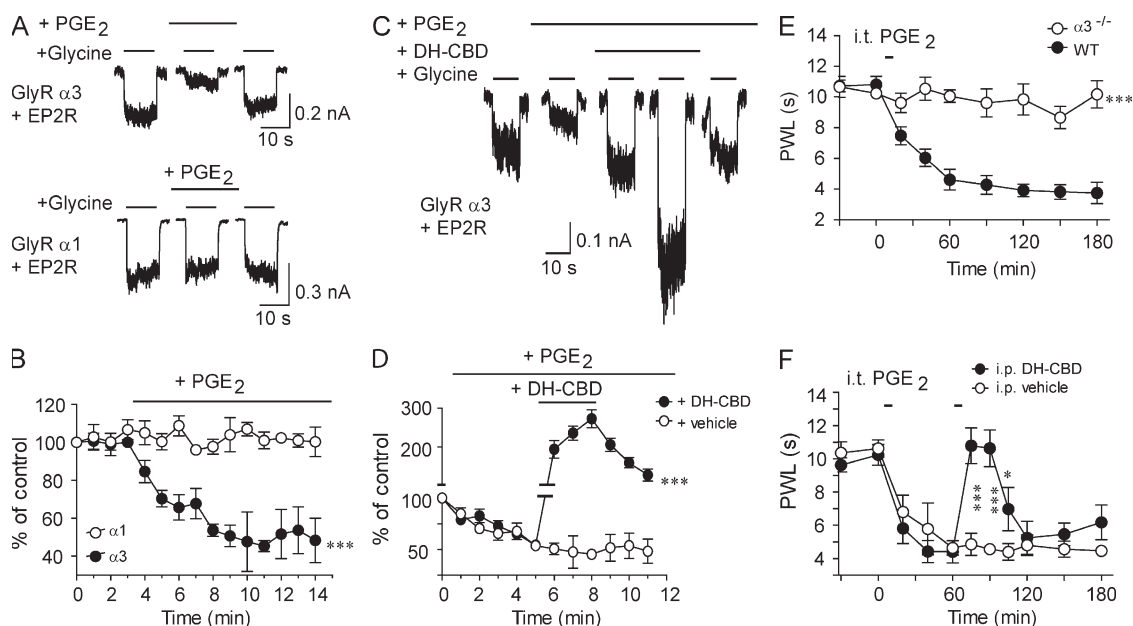 A
+ PGE2
+Glycine
GlyR α3
+ EP2R
0.2 nA
10 s
+ PGE2
+Glycine
GlyR α1
+ EP2R
0.3 nA
10 s
C
+ PGE2
+ DH-CBD
+ Glycine
GlyR α3
+ EP2R
0.1 nA
10 s
E
i.t. PGE2
α3 -/-
WT
14
12
10
8
6
4
2
PWL (s)
***
0 60 120 180
Time (min)
B
+ PGE2
120
100
80
60
40
% of control
α1
α3
***
0 2 4 6 8 10 12 14
Time (min)
D
+ PGE2
+ DH-CBD
+ DH-CBD
+ vehicle
300
200
100
50
% of control
***
0 2 4 6 8 10 12
Time (min)
F
i.t. PGE2
i.p. DH-CBD
i.p. vehicle
14
12
10
8
6
4
PWL (s)
***
***
*
0 60 120 180
Time (min)